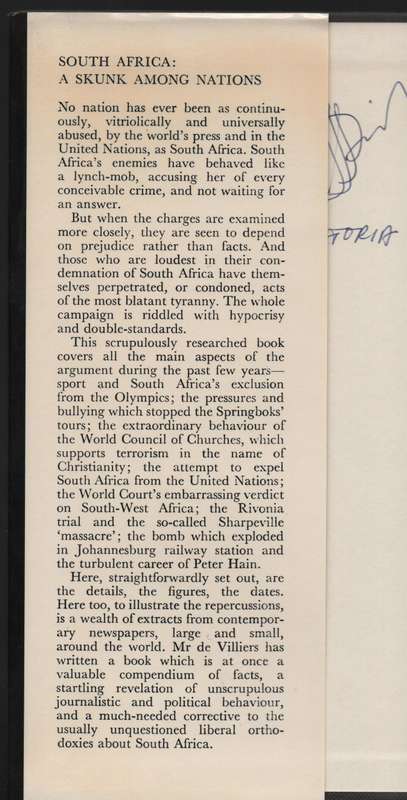 SOUTH AFRICA:
A SKUNK AMONG NATIONS
No nation has ever been as continu-
ously, vitriolically and universally
abused, by the world's press and in the
United Nations, as South Africa. South
Africa's enemies have behaved like
a lynch-mob, accusing her of every
conceivable crime, and not waiting for
an answer.
But when the charges are examined
more closely, they are seen to depend
on prejudice rather than facts. And
those who are loudest in their con-
demnation of South Africa have them-
selves perpetrated, or condoned, acts
of the most blatant tyranny. The whole
campaign is riddled with hypocrisy
and double-standards.
This scrupulously researched book
covers all the main aspects of the
argument during the past few years—
sport and South Africa's exclusion
from the Olympics; the pressures and
bullying which stopped the Springboks'
tours; the extraordinary behaviour of
the World Council of Churches, which
supports terrorism in the name of
Christianity; the attempt to expel
South Africa from the United Nations;
the World Court's embarrassing verdict
on South-West Africa; the Rivonia
trial and the so-called Sharpeville
'massacre'; the bomb which exploded
in Johannesburg railway station and
the turbulent career of Peter Hain.
Here, straightforwardly set out, are
the details, the figures, the dates.
Here too, to illustrate the repercussions,
is a wealth of extracts from contempor-
ary newspapers, large and small,
around the world. Mr de Villiers has
written a book which is at once a
valuable compendium of facts, a
startling revelation of unscrupulous
journalistic and political behaviour,
and a much-needed corrective to the
usually unquestioned liberal ortho-
doxies about South Africa.
TORIA